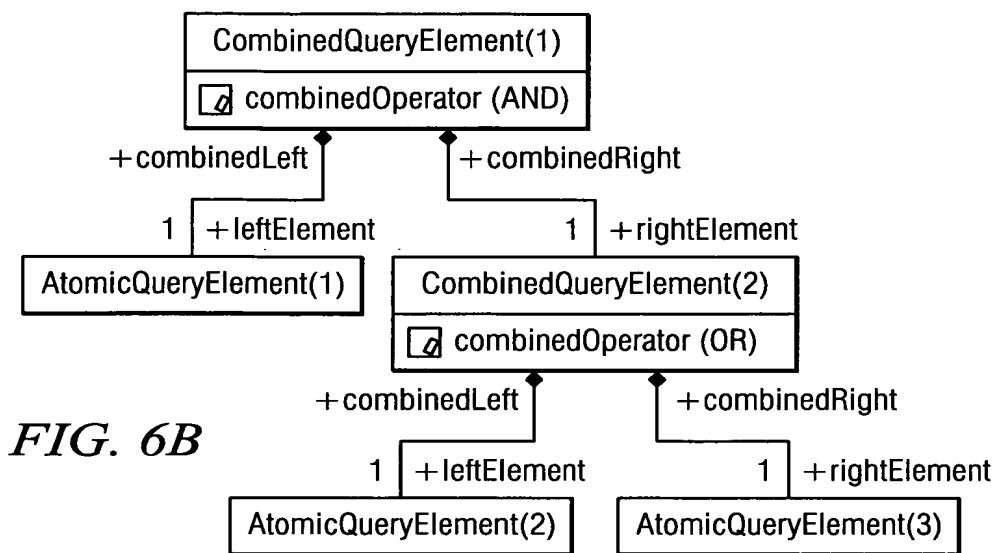 CombinedQueryElement(1)
combinedOperator (AND)
+combinedLeft +combinedRight
1 +leftElement 1 +rightElement
AtomicQueryElement(1) CombinedQueryElement(2)
combinedOperator (OR)
+combinedLeft +combinedRight
FIG. 6B
1 +leftElement 1 +rightElement
AtomicQueryElement(2) AtomicQueryElement(3)